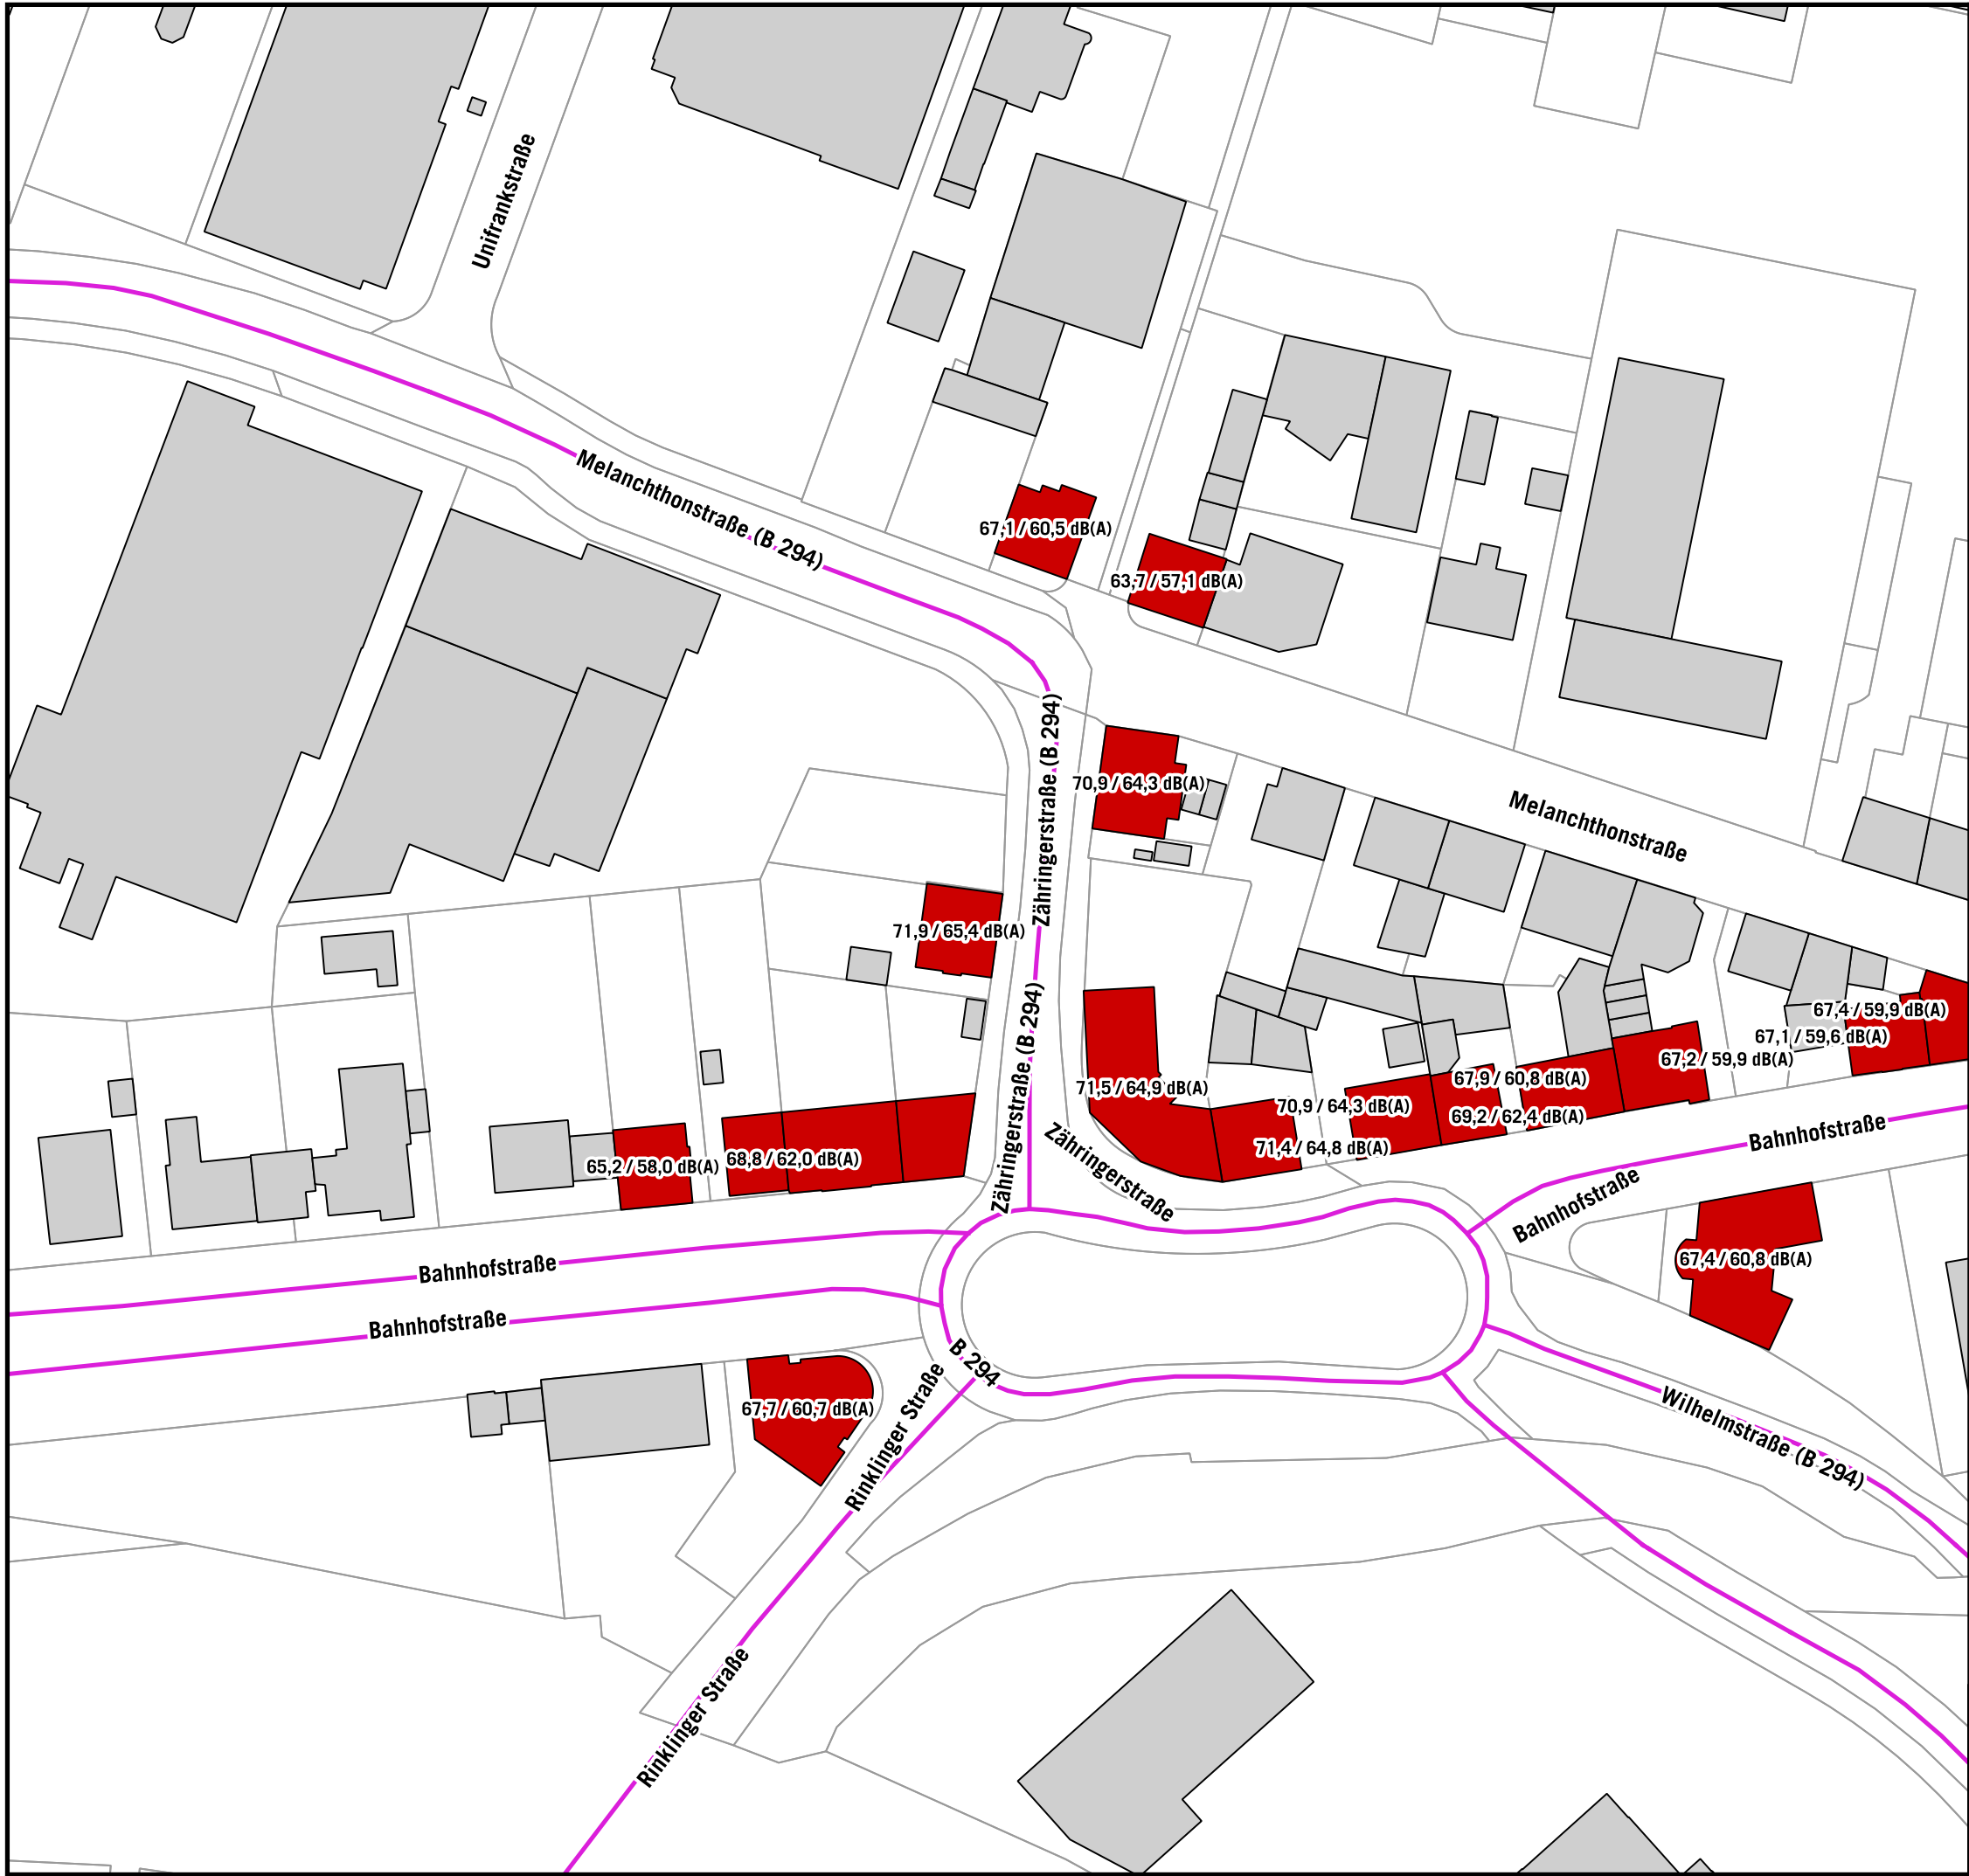 Unifrankstraße
Melanchthonstraße (B 294)
67,1 / 60,5 dB(A)
63,7 / 57,1 dB(A)
Zähringerstraße (B 294)
70,9 / 64,3 dB(A)
Melanchthonstraße
71,9 / 65,4 dB(A)
Zähringerstraße (B 294)
67,4 / 59,9 dB(A)
67,1 / 59,6 dB(A)
67,2 / 59,9 dB(A)
67,9 / 60,8 dB(A)
71,5 / 64,9 dB(A)
70,9 / 64,3 dB(A)
69,2 / 62,4 dB(A)
71,4 / 64,8 dB(A)
Bahnhofstraße
65,2 / 58,0 dB(A)
68,8 / 62,0 dB(A)
Zähringerstraße
Bahnhofstraße
67,4 / 60,8 dB(A)
Bahnhofstraße
Bahnhofstraße
B 294
67,7 / 60,7 dB(A)
Rinklinger Straße
Wilhelmstraße (B 294)
Rinklinger Straße